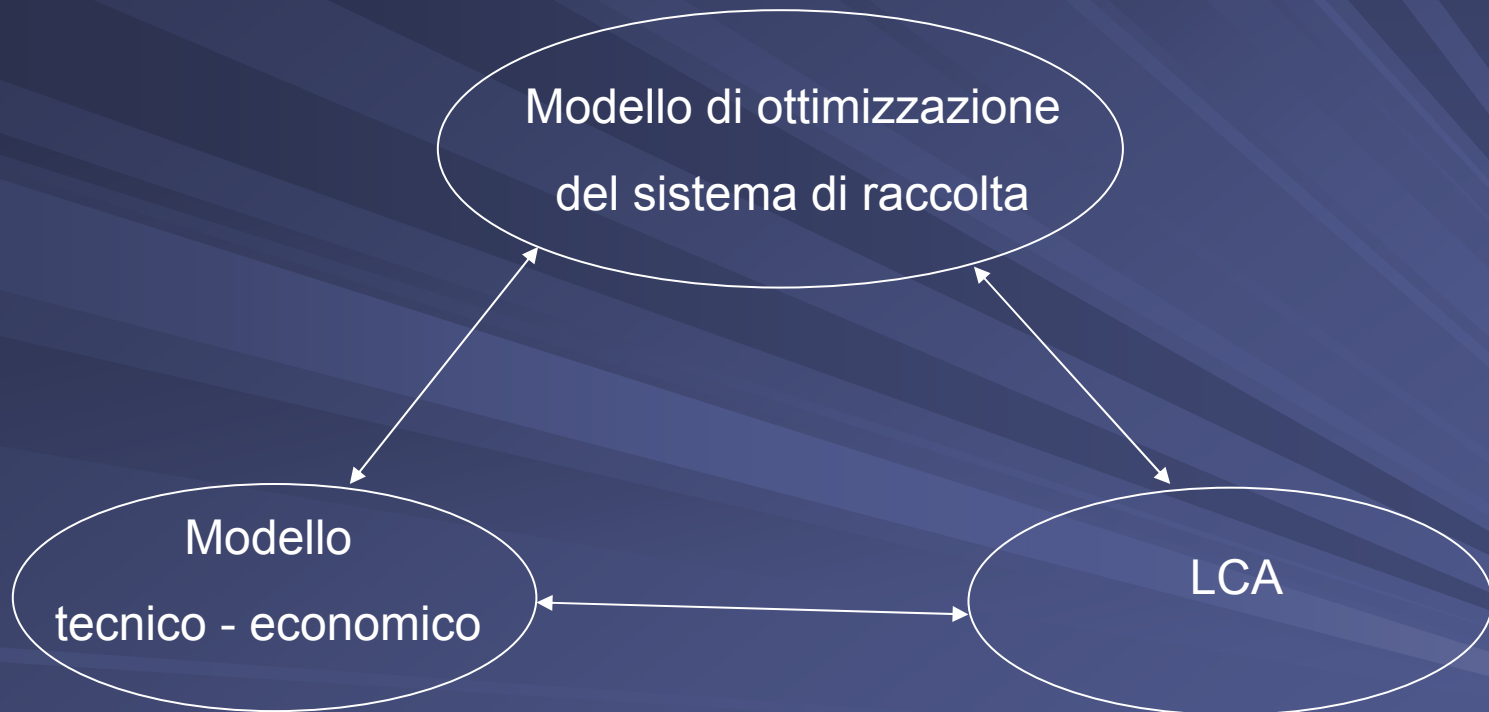 Modello di ottimizzazione
del sistema di raccolta
Modello
tecnico - economico
LCA